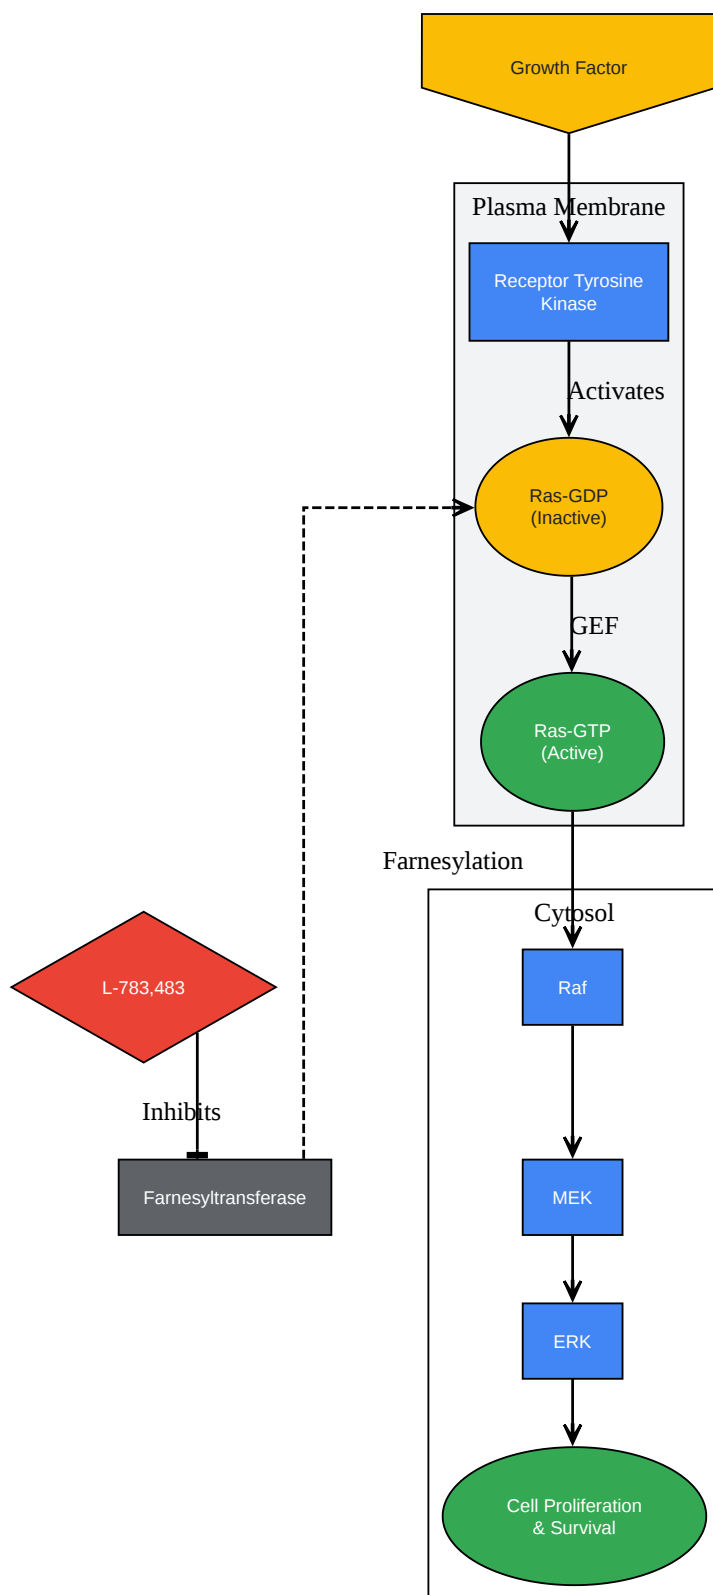 Growth Factor
Plasma Membrane
Receptor Tyrosine
Kinase
Activates
Ras-GDP
(Inactive)
GEF
Ras-GTP
(Active)
Farnesylation
Cytosol
L-783,483
Raf
Inhibits
Farnesyltransferase
MEK
ERK
Cell Proliferation
& Survival